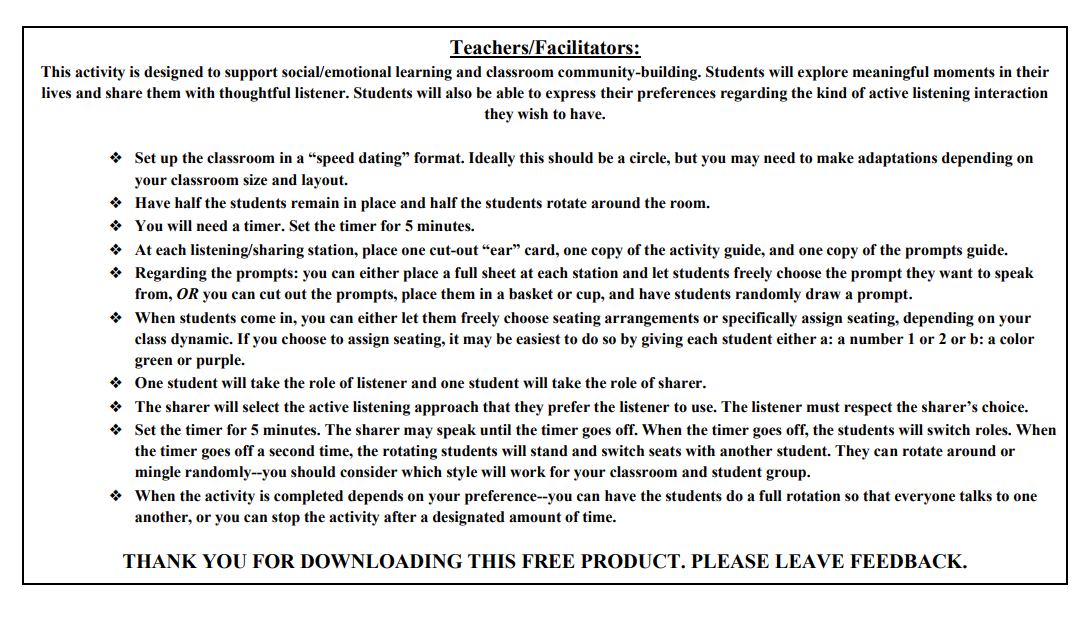 Teachers/Facilitators:
This activity is designed to support social/emotional learning and classroom community-building. Students will explore meaningful moments in their
lives and share them with thoughtful listener. Students will also be able to express their preferences regarding the kind of active listening interaction
they wish to have.
❖ Set up the classroom in a “speed dating” format. Ideally this should be a circle, but you may need to make adaptations depending on
your classroom size and layout.
❖ Have half the students remain in place and half the students rotate around the room.
❖ You will need a timer. Set the timer for 5 minutes.
❖ At each listening/sharing station, place one cut-out “ear” card, one copy of the activity guide, and one copy of the prompts guide.
❖ Regarding the prompts: you can either place a full sheet at each station and let students freely choose the prompt they want to speak
from, OR you can cut out the prompts, place them in a basket or cup, and have students randomly draw a prompt.
❖ When students come in, you can either let them freely choose seating arrangements or specifically assign seating, depending on your
class dynamic. If you choose to assign seating, it may be easiest to do so by giving each student either a: a number 1 or 2 or b: a color
green or purple.
❖ One student will take the role of listener and one student will take the role of sharer.
❖ The sharer will select the active listening approach that they prefer the listener to use. The listener must respect the sharer’s choice.
❖ Set the timer for 5 minutes. The sharer may speak until the timer goes off. When the timer goes off, the students will switch roles. When
the timer goes off a second time, the rotating students will stand and switch seats with another student. They can rotate around or
mingle randomly--you should consider which style will work for your classroom and student group.
❖ When the activity is completed depends on your preference--you can have the students do a full rotation so that everyone talks to one
another, or you can stop the activity after a designated amount of time.
THANK YOU FOR DOWNLOADING THIS FREE PRODUCT. PLEASE LEAVE FEEDBACK.